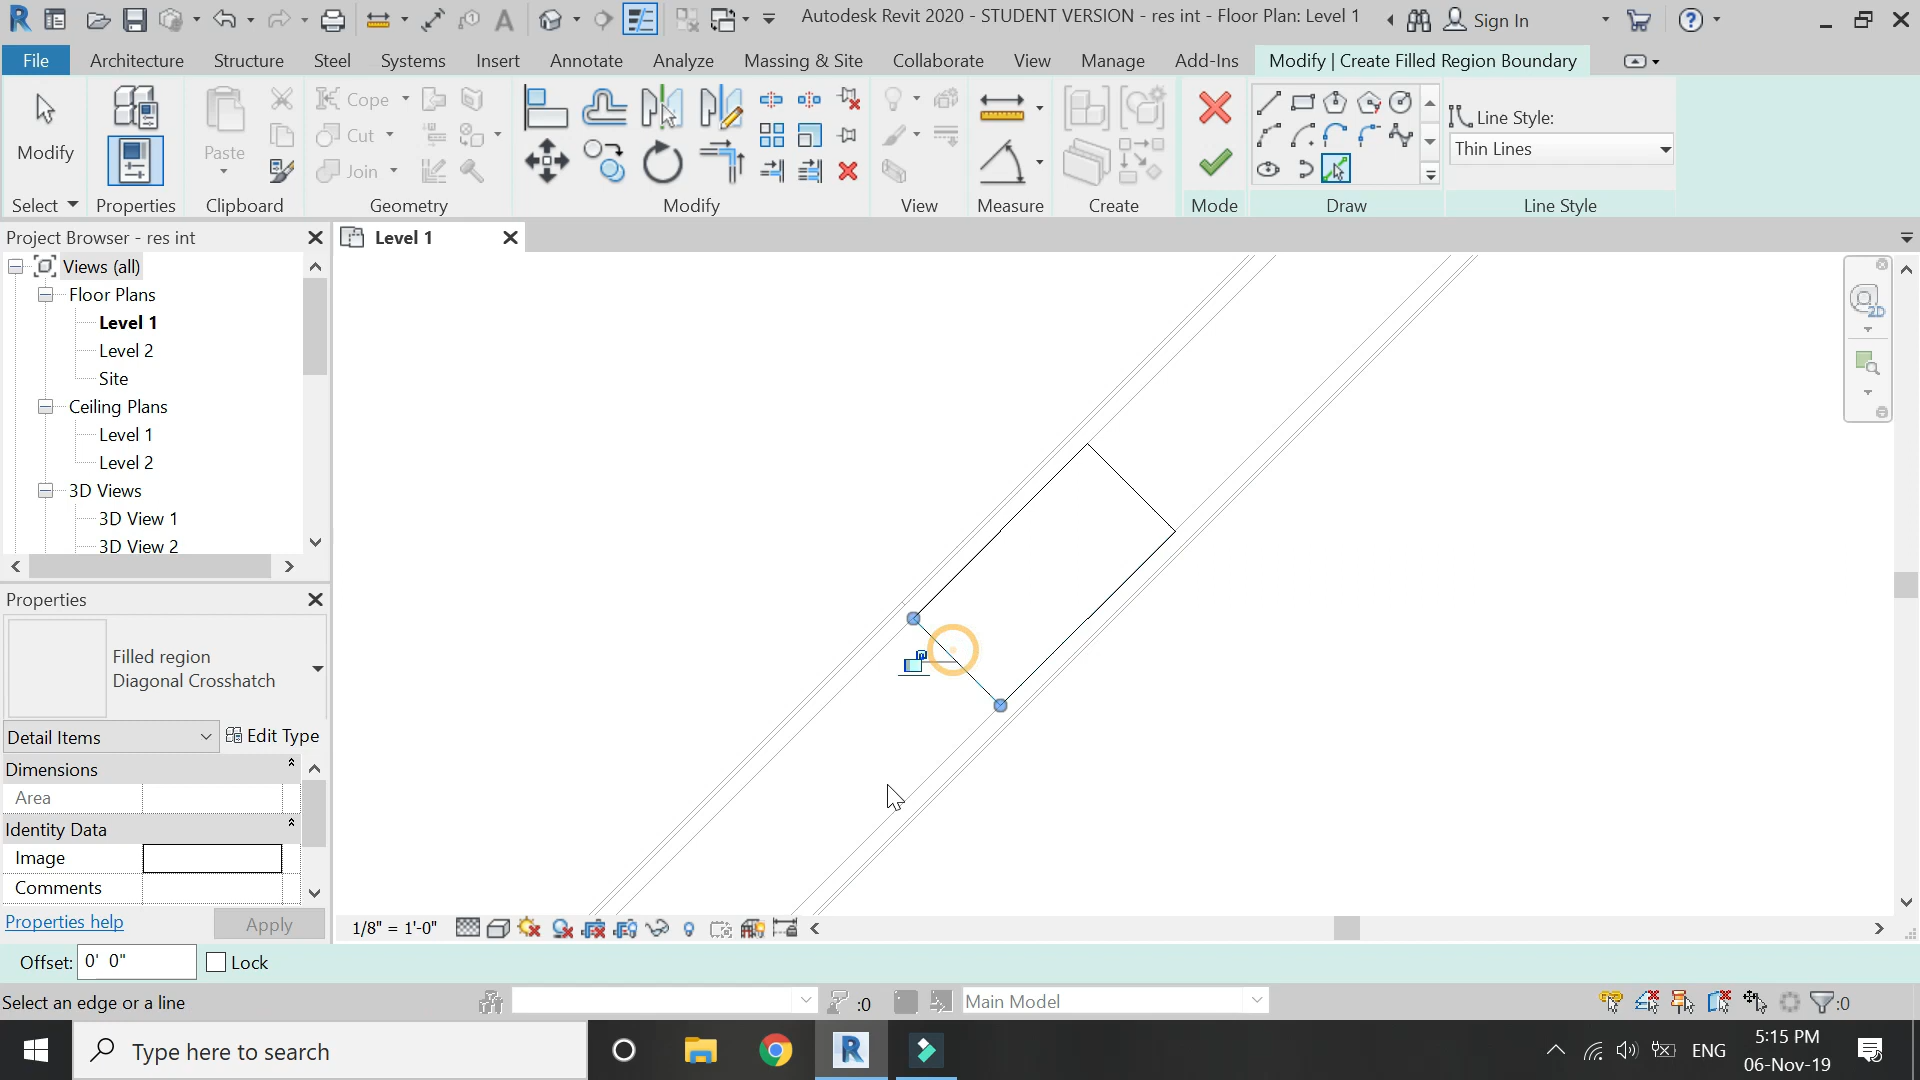 Autodesk Revit 2020 - STUDENT VERSION - res int - Floor Plan: Level 1
Sign In
File Architecture Structure Steel Systems Insert Annotate Analyze Massing & Site Collaborate View Manage Add-Ins Modify | Create Filled Region Boundary
Cope
Cut
Join
Modify
Paste
Line Style:
Thin Lines
Select Properties Clipboard Geometry Modify View Measure Create Mode Draw Line Style
Project Browser - res int
Level 1
Views (all)
Floor Plans
Level 1
Level 2
Site
Ceiling Plans
Level 1
Level 2
3D Views
3D View 1
3D View 2
Properties
Filled region
Diagonal Crosshatch
Detail Items
Edit Type
Dimensions
Area
Identity Data
Image
Comments
Properties help
Apply
1/8" = 1'-0"
2D
Offset: 0' 0"
Lock
Select an edge or a line
:0
Main Model
:0
Type here to search
ENG
5:15 PM
06-Nov-19